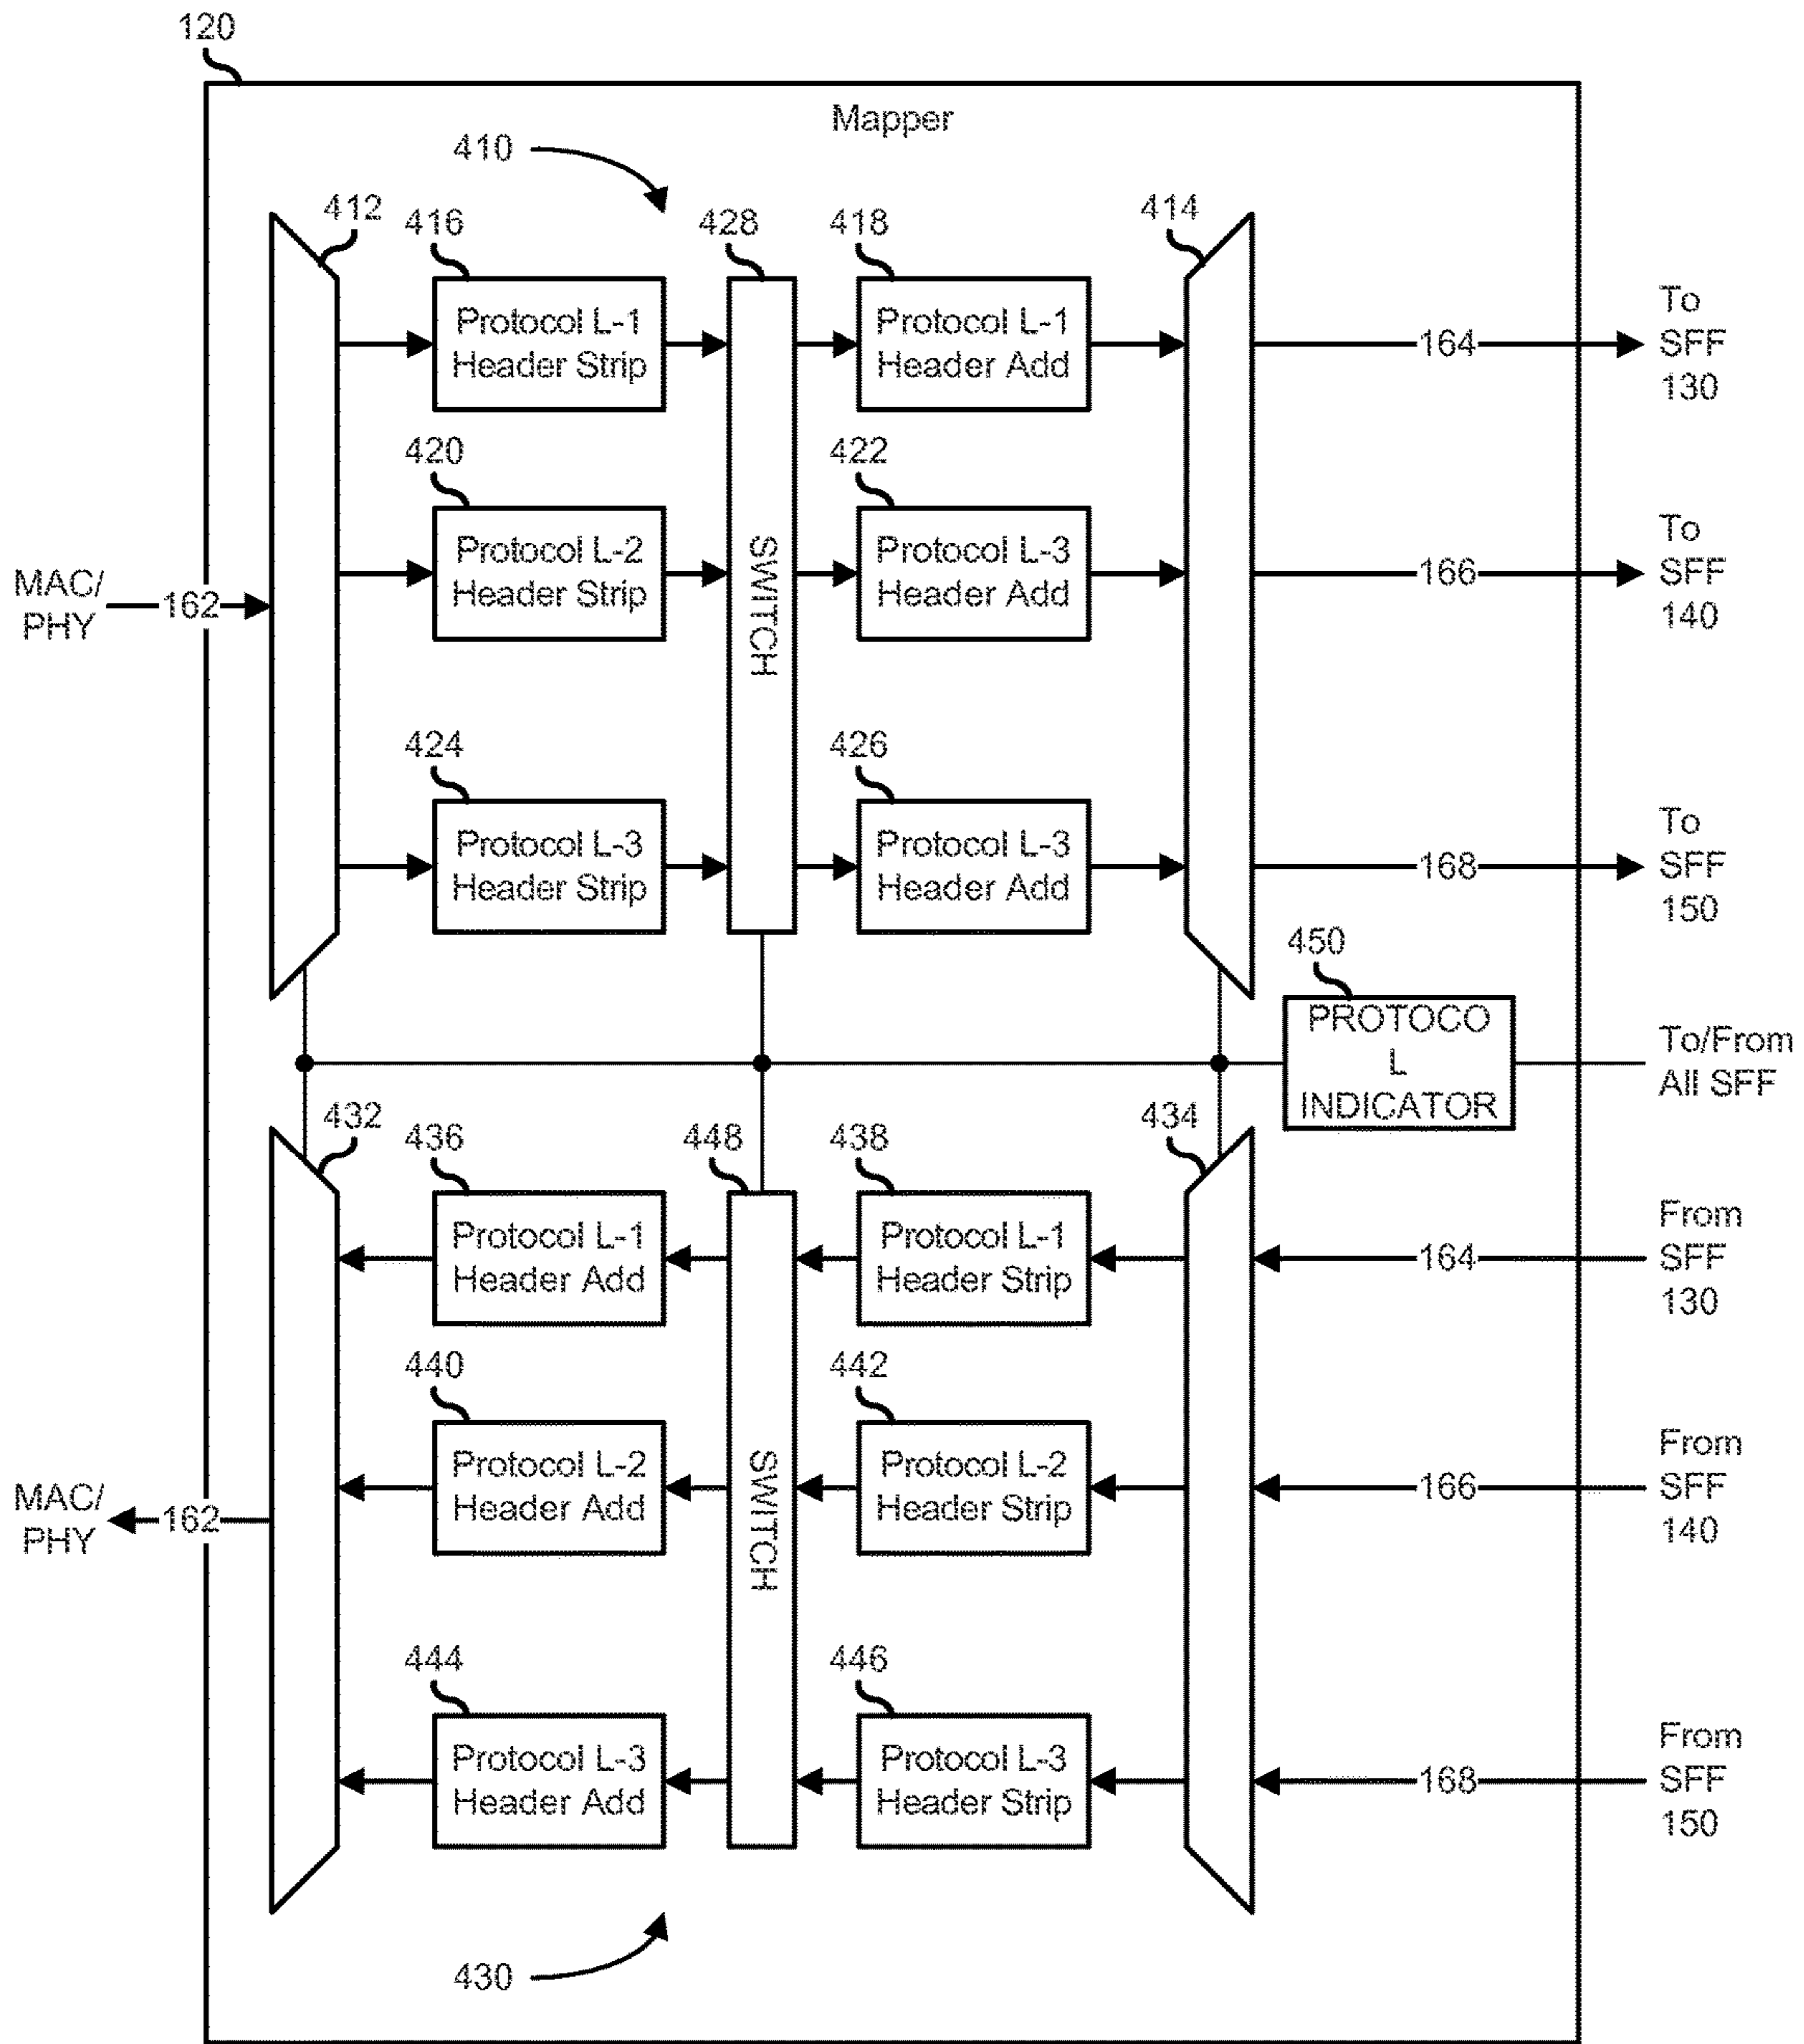 120
Mapper
410
412
416
428
418
414
Protocol L-1
Header Strip
Protocol L-1
Header Add
164
To
SFF
130
420
422
Protocol L-2
Header Strip
SWITCH
Protocol L-3
Header Add
166
To
SFF
140
MAC/
PHY
162
424
426
Protocol L-3
Header Strip
Protocol L-3
Header Add
168
To
SFF
150
450
PROTOCO
L
INDICATOR
To/From
All SFF
432
436
448
438
434
Protocol L-1
Header Add
Protocol L-1
Header Strip
164
From
SFF
130
440
442
Protocol L-2
Header Add
SWITCH
Protocol L-2
Header Strip
166
From
SFF
140
MAC/
PHY
162
444
446
Protocol L-3
Header Add
Protocol L-3
Header Strip
168
From
SFF
150
430